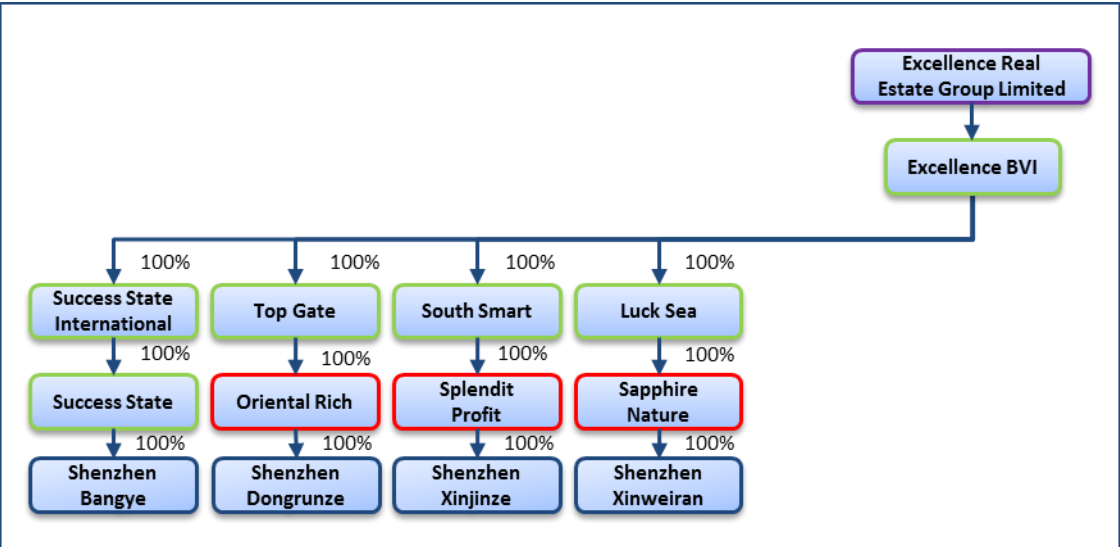 Excellence Real
Estate Group Limited
Excellence BVI
100%
100%
100%
100%
Success State
International
Top Gate
South Smart
Luck Sea
100%
100%
100%
100%
Success State
Oriental Rich
Splendit
Profit
Sapphire
Nature
100%
100%
100%
100%
Shenzhen
Bangye
Shenzhen
Dongrunze
Shenzhen
Xinjinze
Shenzhen
Xinweiran